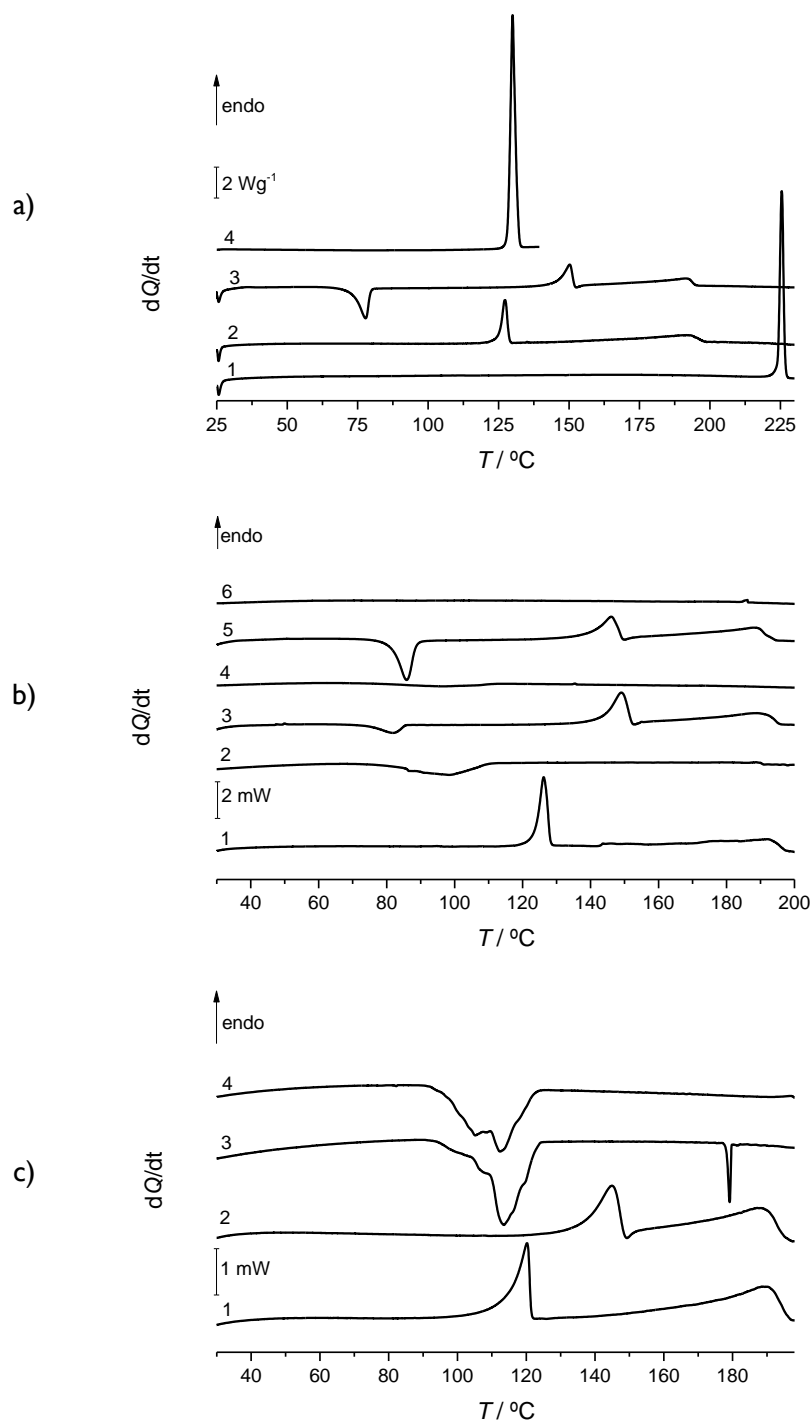 a)
endo
2 Wg⁻¹
4
3
2
1
dQ/dt
25 50 75 100 125 150 175 200 225
T / ºC
b)
endo
6
5
4
3
2
2 mW
1
dQ/dt
40 60 80 100 120 140 160 180 200
T / ºC
c)
endo
4
3
2
1 mW
1
dQ/dt
40 60 80 100 120 140 160 180
T / ºC